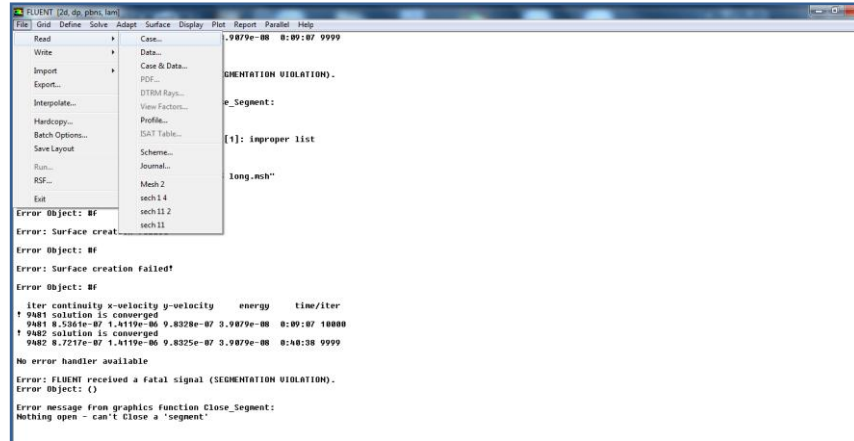 FLUENT [2d, dp, pbns, lam]
File Grid Define Solve Adapt Surface Display Plot Report Parallel Help
Read
Write
Import
Export...
Interpolate...
Hardcopy...
Batch Options...
Save Layout
Run...
RSF...
Exit
Case...
Data...
Case & Data...
PDF...
DTRM Rays...
View Factors...
Profile...
ISAT Table...
Scheme...
Journal...
Mesh 2
sech 1 4
sech 11 2
sech 11
.9079e-08 0:09:07 9999
GMENTATION VIOLATION).
e_Segment:
[1]: improper list
long.msh"
Error Object: #f
Error: Surface creat
Error Object: #f
Error: Surface creation failed!
Error Object: #f
iter continuity x-velocity y-velocity energy time/iter
! 9481 solution is converged
9481 8.5361e-07 1.4119e-06 9.8328e-07 3.9079e-08 0:09:07 10000
! 9482 solution is converged
9482 8.7217e-07 1.4119e-06 9.8325e-07 3.9079e-08 0:40:38 9999
No error handler available
Error: FLUENT received a fatal signal (SEGMENTATION VIOLATION).
Error Object: ()
Error message from graphics function Close_Segment:
Nothing open - can't Close a 'segment'